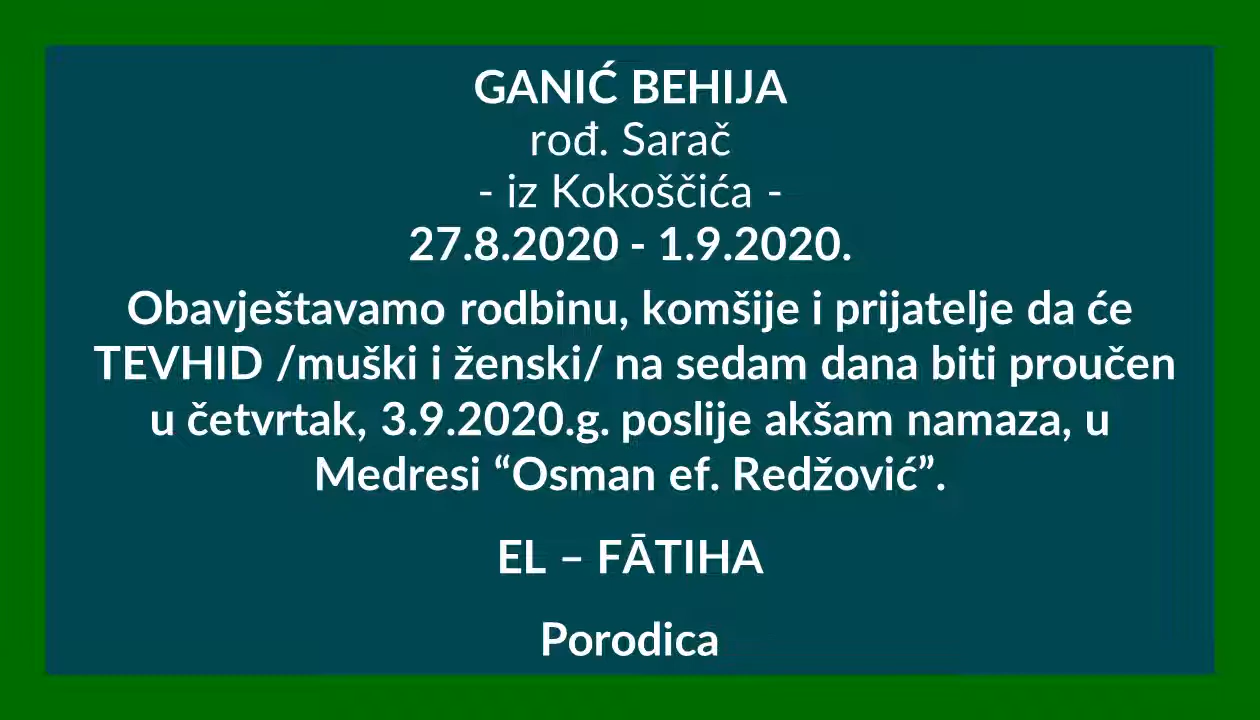 GANIĆ BEHIJA
rođ. Sarač
- iz Kokoščića -
27.8.2020 - 1.9.2020.
Obavještavamo rodbinu, komšije i prijatelje da će
TEVHID /muški i ženski/ na sedam dana biti proučen
u četvrtak, 3.9.2020.g. poslije akšam namaza, u
Medresi “Osman ef. Redžović”.
EL – FĀTIHA
Porodica